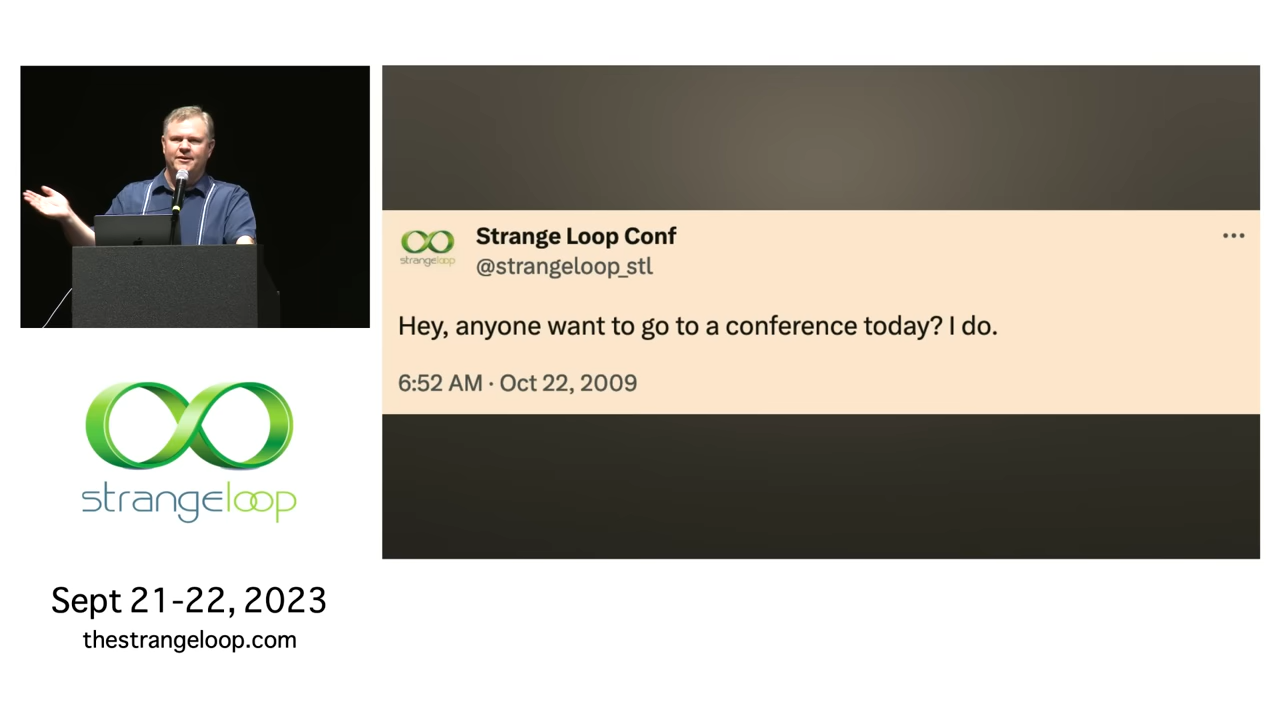 Strange Loop Conf
@strangeloop_stl
strangeloop
Hey, anyone want to go to a conference today? I do.
6:52 AM · Oct 22, 2009
strangeloop
Sept 21-22, 2023
thestrangeloop.com